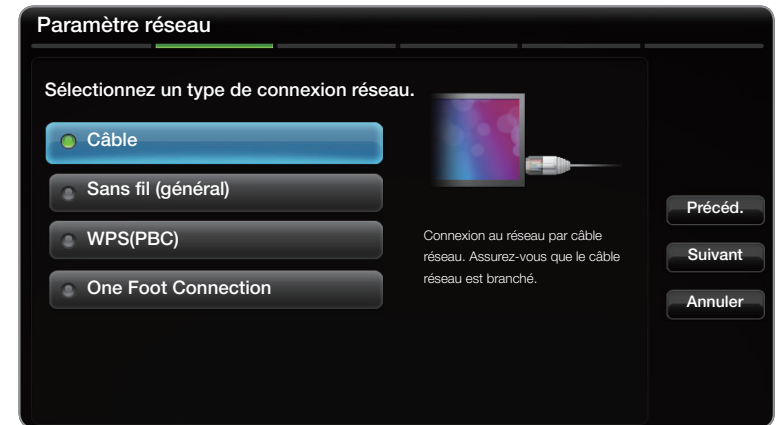 Paramètre réseau
Sélectionnez un type de connexion réseau.
Câble
Sans fil (général)
WPS(PBC)
One Foot Connection
Connexion au réseau par câble
réseau. Assurez-vous que le câble
réseau est branché.
Précéd.
Suivant
Annuler